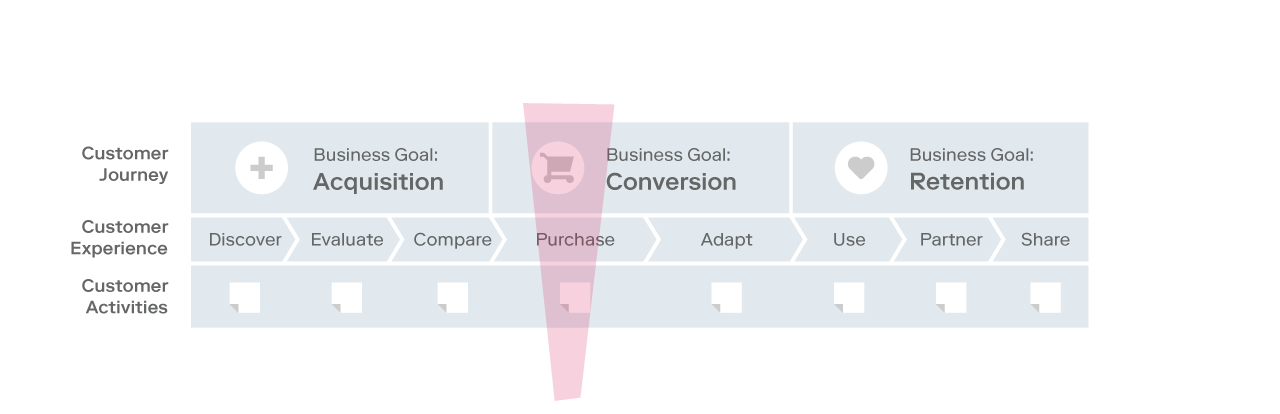 Customer
Journey
Business Goal:
Acquisition
Business Goal:
Conversion
Business Goal:
Retention
Customer
Experience
Discover
Evaluate
Compare
Purchase
Adapt
Use
Partner
Share
Customer
Activities